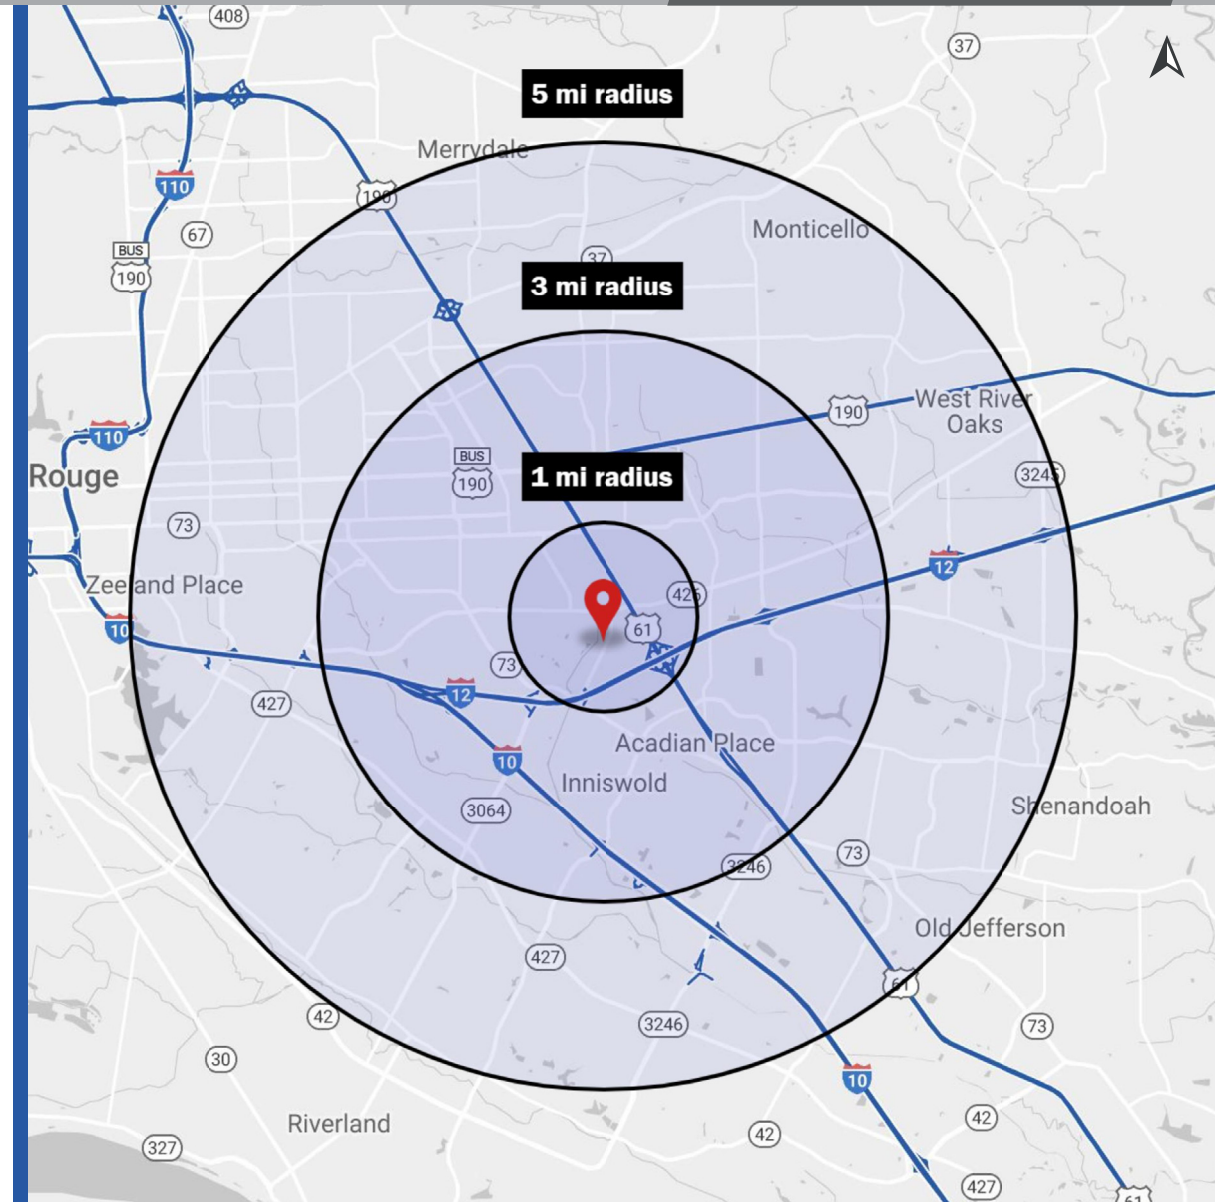 408
37
5 mi radius
Merrydale
110
190
67
Monticello
BUS
190
37
3 mi radius
West River
Oaks
190
110
BUS
190
1 mi radius
Rouge
3245
73
12
Zeeland Place
426
10
61
73
12
427
Acadian Place
10
Inniswold
3064
Shenandoah
73
3246
Old Jefferson
427
61
42
3246
73
30
10
Riverland
42
42
327
427
61